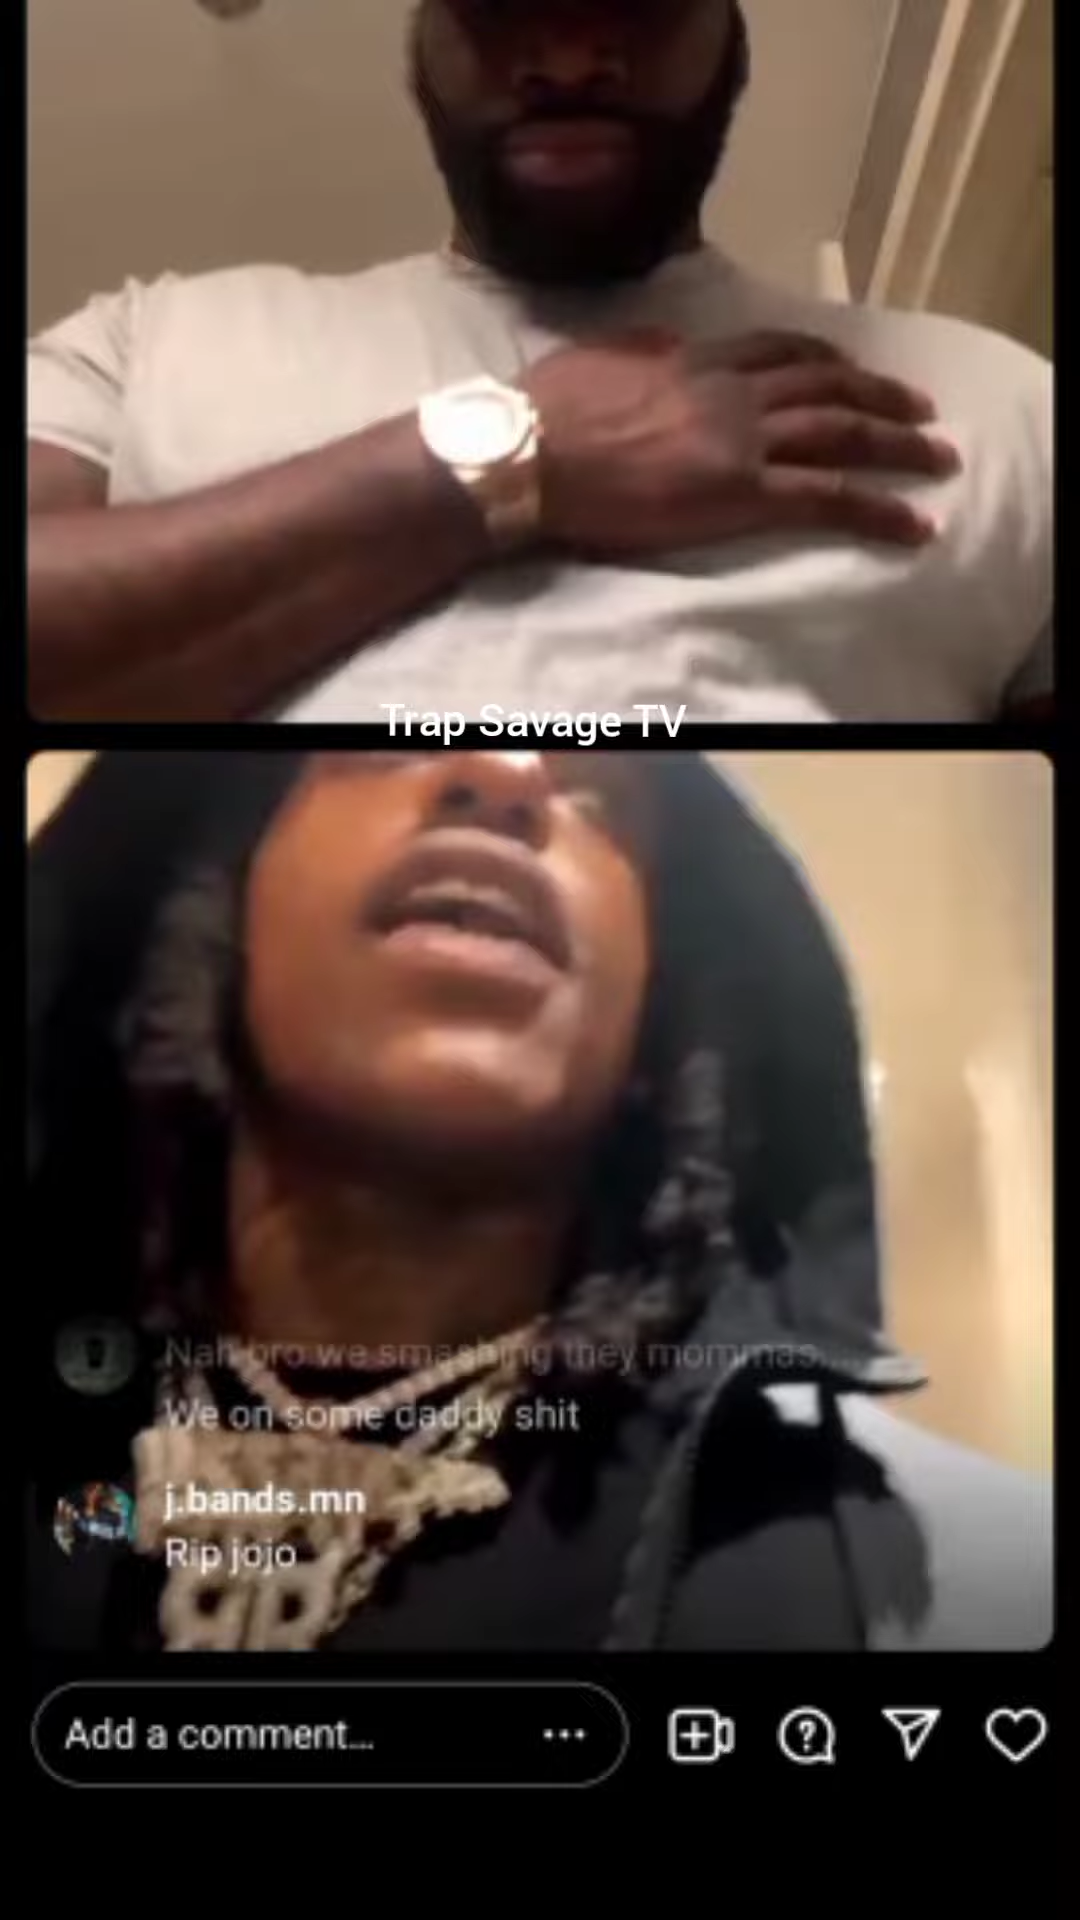 Trap Savage TV
Nah bro we smashing they mommas....
We on some daddy shit
j.bands.mn
Rip jojo
Add a comment...